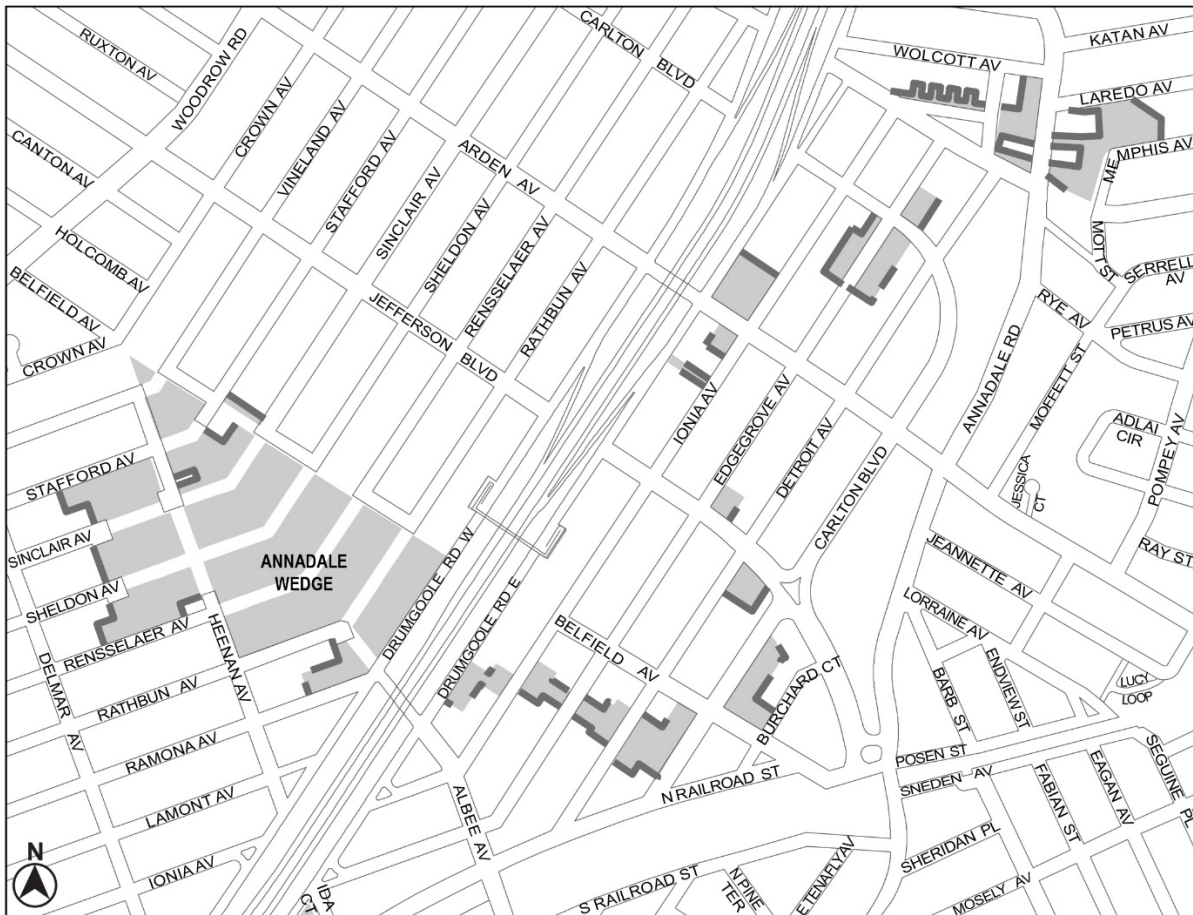 RUXTON AV
WOODROW RD
CARLTON
BLVD
WOLCOTT AV
KATAN AV
LAREDO AV
ME
MPHIS AV
CANTON AV
CROWN AV
VINELAND AV
STAFFORD AV
SINCLAIR AV
ARDEN AV
SHELDON AV
RENSSELAER AV
RATHBUN AV
HOLCOMB AV
BELFIELD AV
CROWN AV
JEFFERSON BLVD
MOTT ST
SERRELL
AV
RYE AV
PETRUS AV
ANNADALE RD
MOFFETT ST
IONIA AV
EDGEGROVE AV
DETROIT AV
CARLTON BLVD
ADLAI
CIR
POMPEY AV
JESSICA
CT
STAFFORD AV
SINCLAIR AV
SHELDON AV
RENSSELAER AV
ANNADALE
WEDGE
HEENAN AV
DRUMGOOLE RD W
DRUMGOOLE RD E
BELFIELD AV
BURCHARD CT
JEANNETTE AV
RAY ST
LORRAINE AV
BARB ST
ENDVIEW ST
LUCY
LOOP
DELMAR AV
RATHBUN AV
RAMONA AV
LAMONT AV
IONIA AV
ALBEE AV
N RAILROAD ST
POSEN ST
SNEDEN AV
FABIAN ST
EAGAN AV
SEGUINE PL
SHERIDAN PL
MOSELY AV
S RAILROAD ST
N PINE
TER
E TENAFLY AV
IDA
CT
N